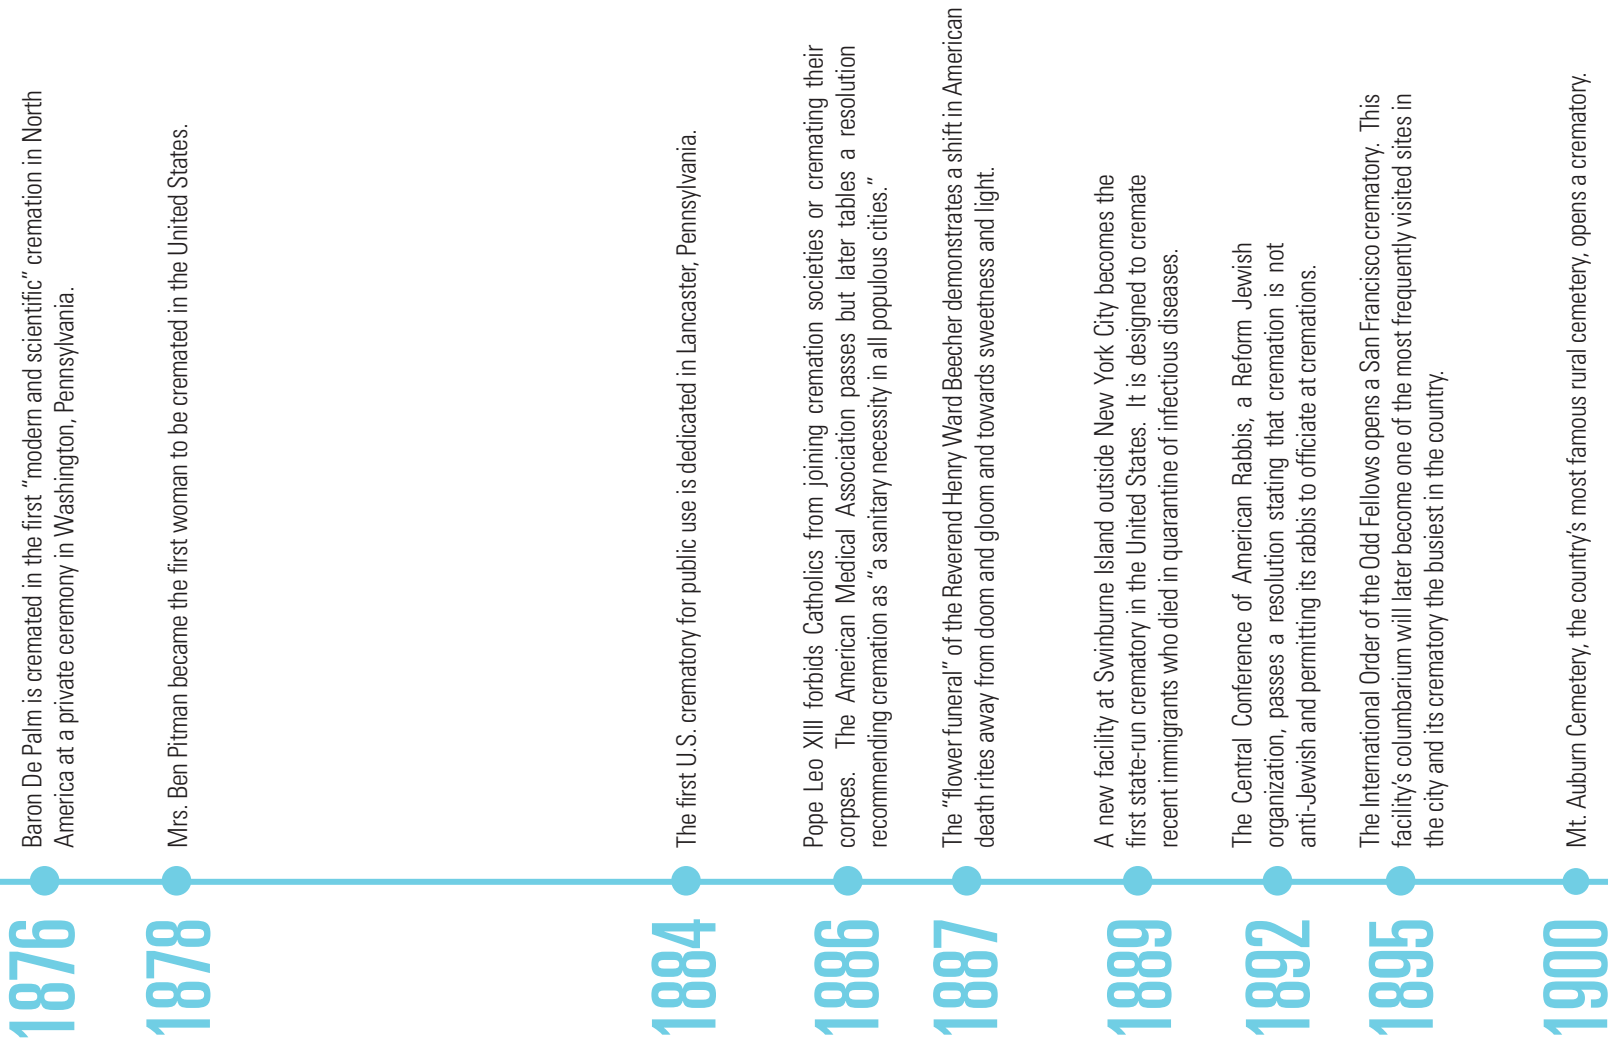 1876
Baron De Palm is cremated in the first “modern and scientific” cremation in North
America at a private ceremony in Washington, Pennsylvania.
1878
Mrs. Ben Pitman became the first woman to be cremated in the United States.
1884
The first U.S. crematory for public use is dedicated in Lancaster, Pennsylvania.
1886
Pope Leo XIII forbids Catholics from joining cremation societies or cremating their
corpses. The American Medical Association passes but later tables a resolution
recommending cremation as “a sanitary necessity in all populous cities.”
1887
The “flower funeral” of the Reverend Henry Ward Beecher demonstrates a shift in American
death rites away from doom and gloom and towards sweetness and light.
1889
A new facility at Swinburne Island outside New York City becomes the
first state-run crematory in the United States. It is designed to cremate
recent immigrants who died in quarantine of infectious diseases.
1892
The Central Conference of American Rabbis, a Reform Jewish
organization, passes a resolution stating that cremation is not
anti-Jewish and permitting its rabbis to officiate at cremations.
1895
The International Order of the Odd Fellows opens a San Francisco crematory. This
facility’s columbarium will later become one of the most frequently visited sites in
the city and its crematory the busiest in the country.
1900
Mt. Auburn Cemetery, the country’s most famous rural cemetery, opens a crematory.